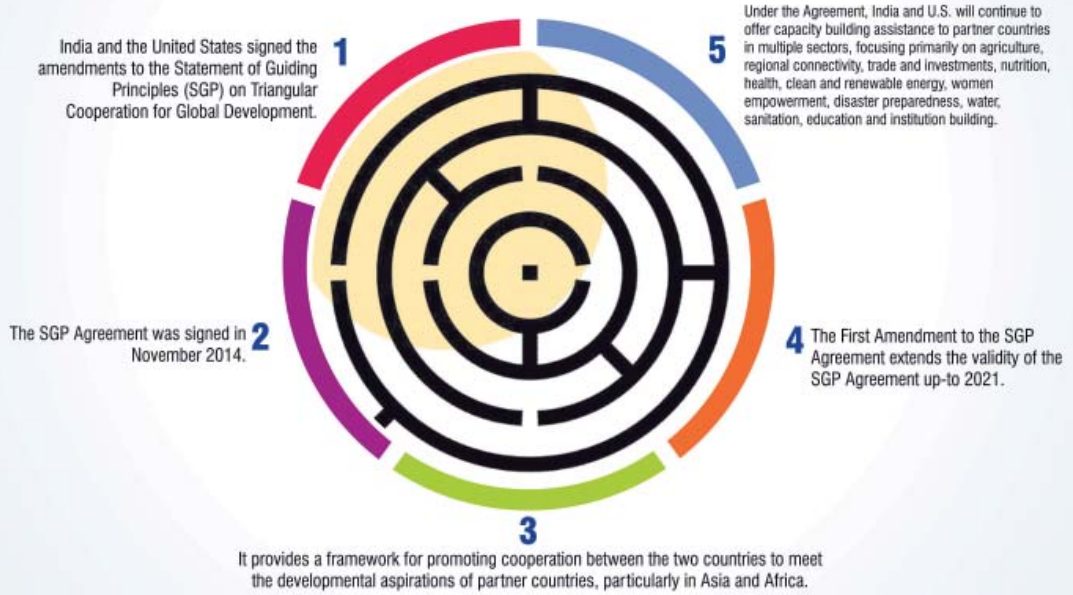 1
India and the United States signed the
amendments to the Statement of Guiding
Principles (SGP) on Triangular
Cooperation for Global Development.
2
The SGP Agreement was signed in
November 2014.
3
It provides a framework for promoting cooperation between the two countries to meet
the developmental aspirations of partner countries, particularly in Asia and Africa.
4
The First Amendment to the SGP
Agreement extends the validity of the
SGP Agreement up-to 2021.
5
Under the Agreement, India and U.S. will continue to
offer capacity building assistance to partner countries
in multiple sectors, focusing primarily on agriculture,
regional connectivity, trade and investments, nutrition,
health, clean and renewable energy, women
empowerment, disaster preparedness, water,
sanitation, education and institution building.